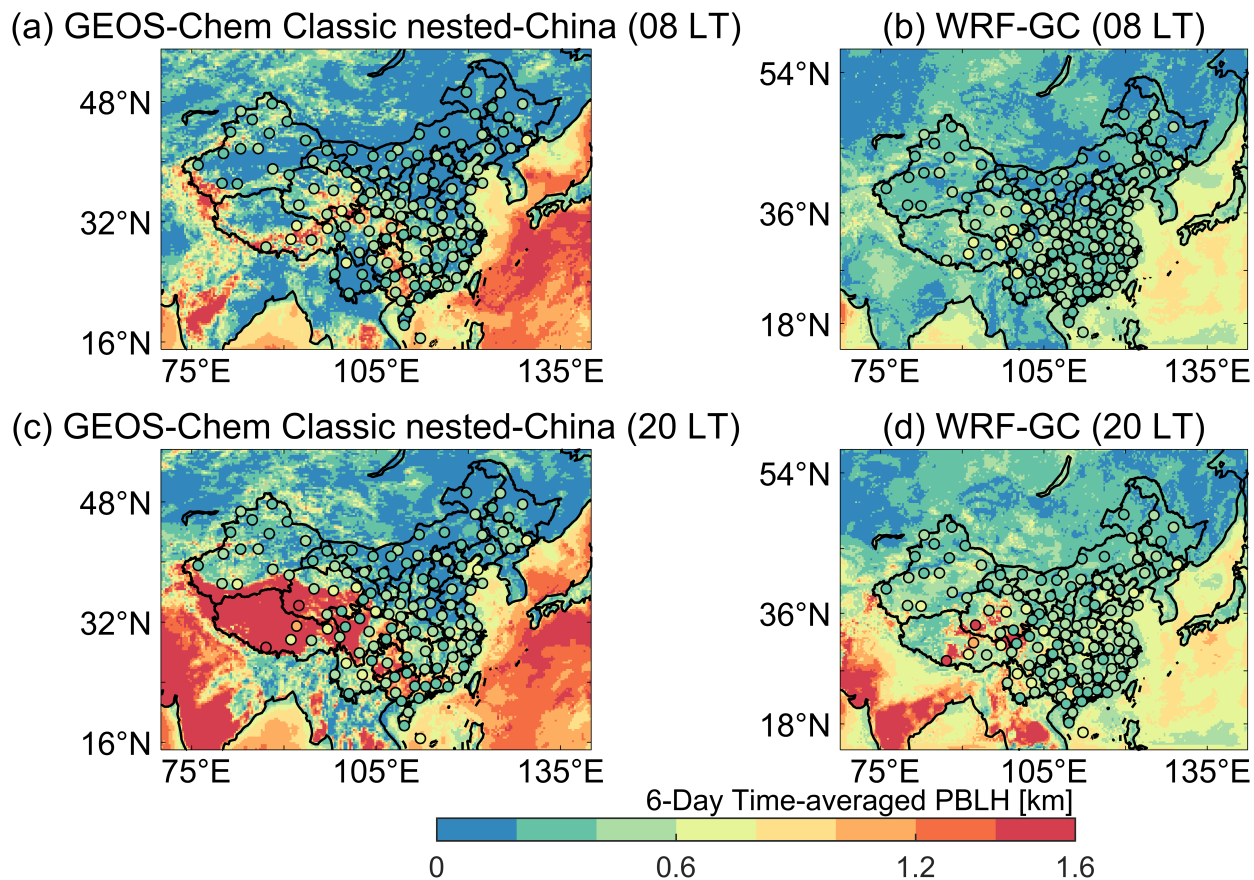 (a) GEOS-Chem Classic nested-China (08 LT)
(b) WRF-GC (08 LT)
48°N
32°N
16°N
75°E 105°E 135°E
54°N
36°N
18°N
75°E 105°E 135°E
(c) GEOS-Chem Classic nested-China (20 LT)
(d) WRF-GC (20 LT)
48°N
32°N
16°N
75°E 105°E 135°E
54°N
36°N
18°N
75°E 105°E 135°E
6-Day Time-averaged PBLH [km]
0 0.6 1.2 1.6